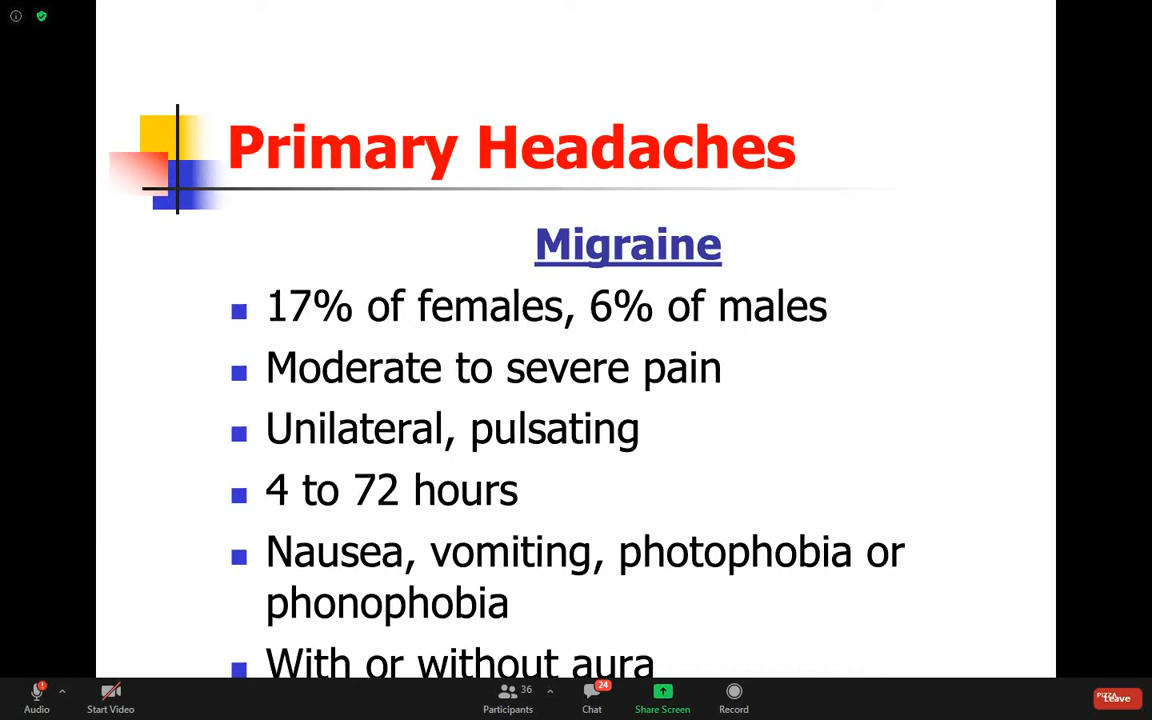 Primary Headaches
Migraine
17% of females, 6% of males
Moderate to severe pain
Unilateral, pulsating
4 to 72 hours
Nausea, vomiting, photophobia or
phonophobia
With or without aura
36
24
Audio
Start Video
Participants
Chat
Share Screen
Record
PIZZA
Leave